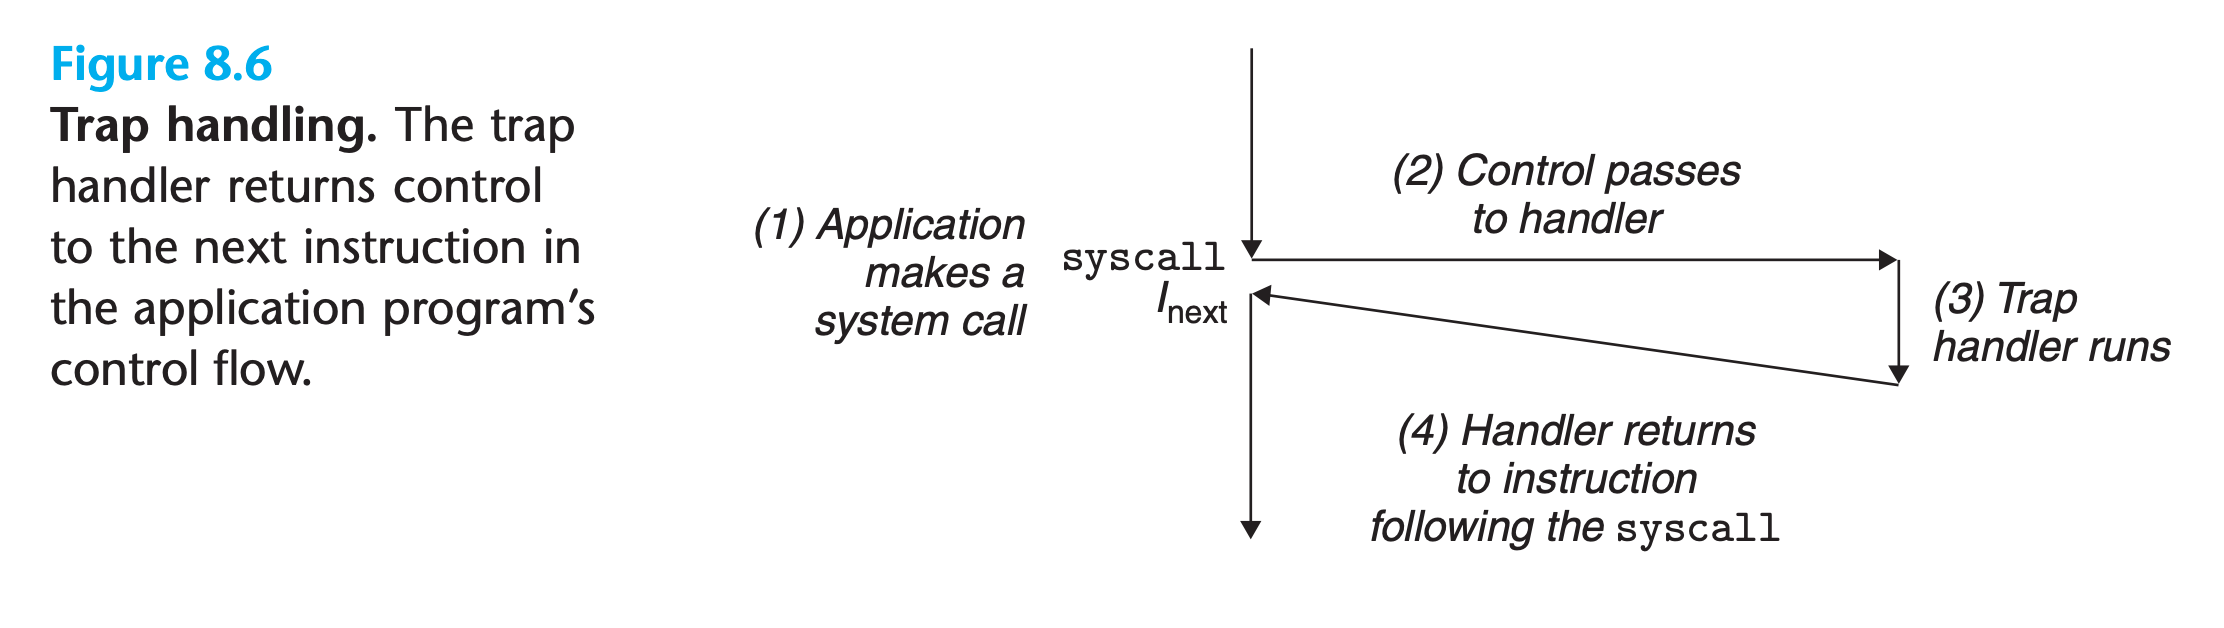 Figure 8.6
Trap handling. The trap
handler returns control
to the next instruction in
the application program’s
control flow.
(1) Application
makes a
system call
syscall
Inext
(2) Control passes
to handler
(3) Trap
handler runs
(4) Handler returns
to instruction
following the syscall